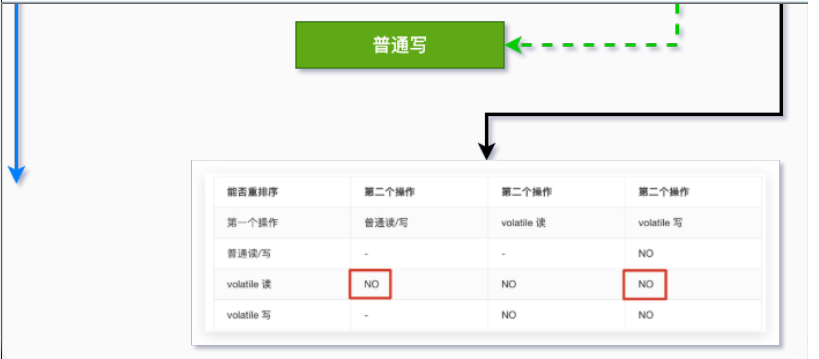 普通写
能否重排序 第二个操作 第二个操作 第二个操作
第一个操作 普通读/写 volatile 读 volatile 写
普通读/写 - - NO
volatile 读 NO NO NO
volatile 写 - NO NO